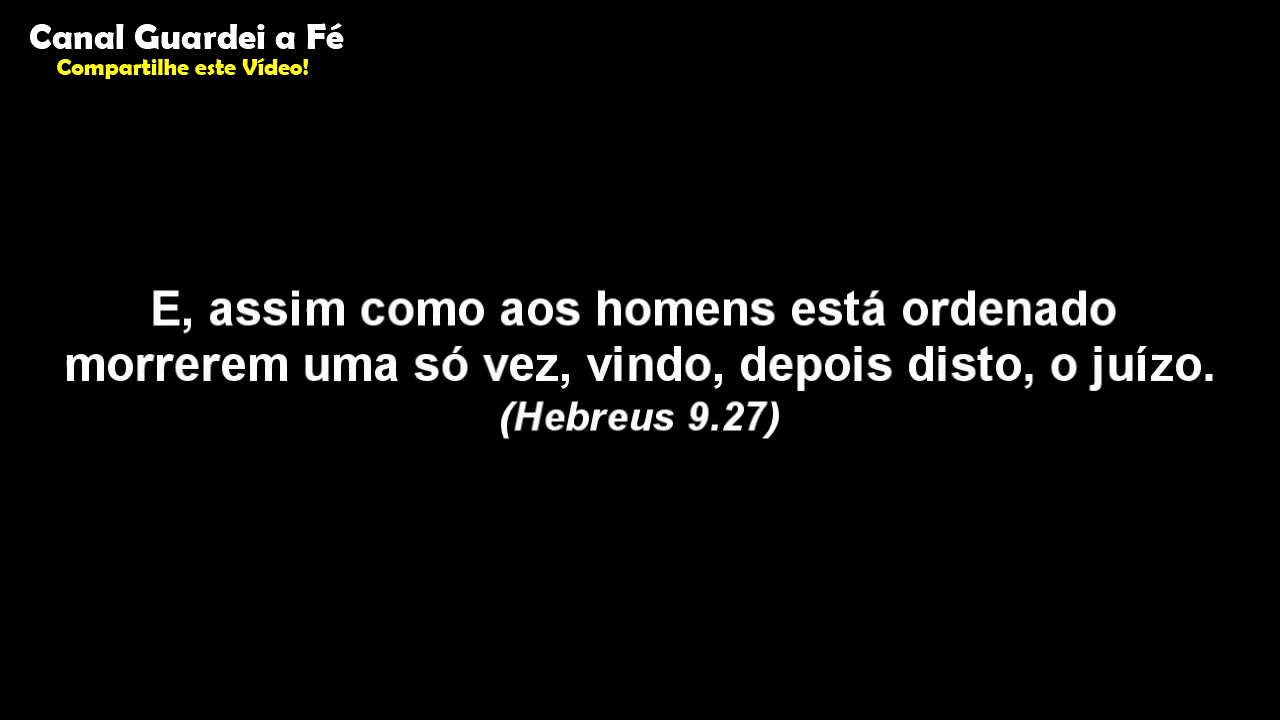 Canal Guardei a Fé
Compartilhe este Vídeo!
E, assim como aos homens está ordenado
morrerem uma só vez, vindo, depois disto, o juízo.
(Hebreus 9.27)